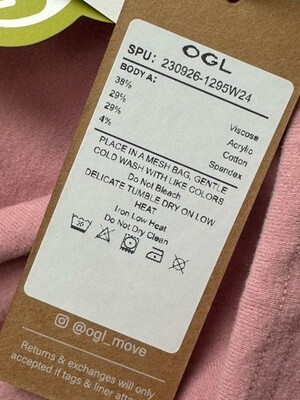 OGL
SPU: 230926-1295W24
BODY A:
38% Viscose
29% Acrylic
29% Cotton
4% Spandex
PLACE IN A MESH BAG, GENTLE
COLD WASH WITH LIKE COLORS
Do Not Bleach
DELICATE TUMBLE DRY ON LOW
HEAT
Iron Low Heat
Do Not Dry Clean
@ogl_move
Returns & exchanges will only
accepted if tags & liner